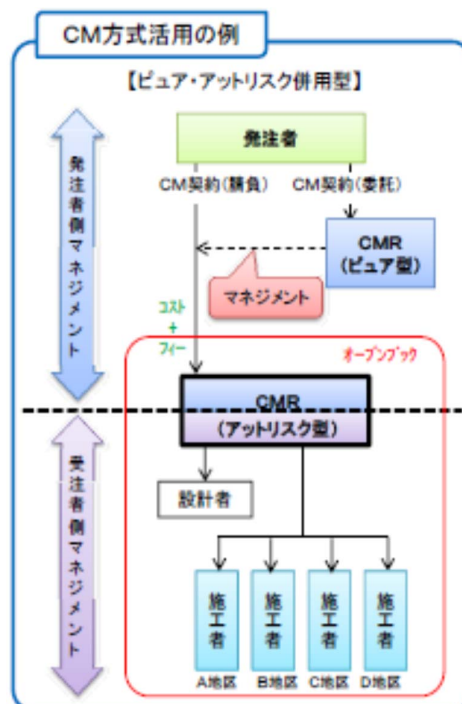 CM方式活用の例
【ピュア・アットリスク併用型】
発注者
CM契約(請負)
CM契約(委託)
CMR
(ピュア型)
マネジメント
発注者側マネジメント
コスト
+
フィー
オープンブック
CMR
(アットリスク型)
受注者側マネジメント
設計者
施工者
施工者
施工者
施工者
A地区
B地区
C地区
D地区